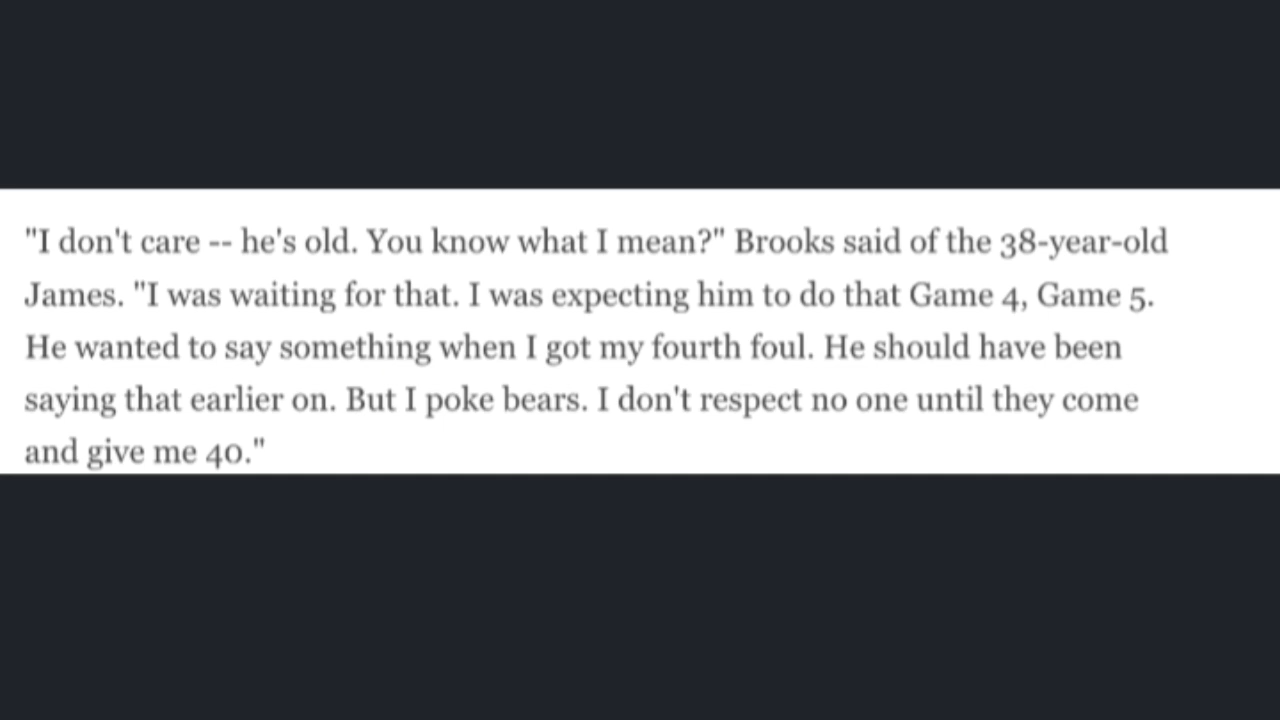 "I don't care -- he's old. You know what I mean?" Brooks said of the 38-year-old
James. "I was waiting for that. I was expecting him to do that Game 4, Game 5.
He wanted to say something when I got my fourth foul. He should have been
saying that earlier on. But I poke bears. I don't respect no one until they come
and give me 40."